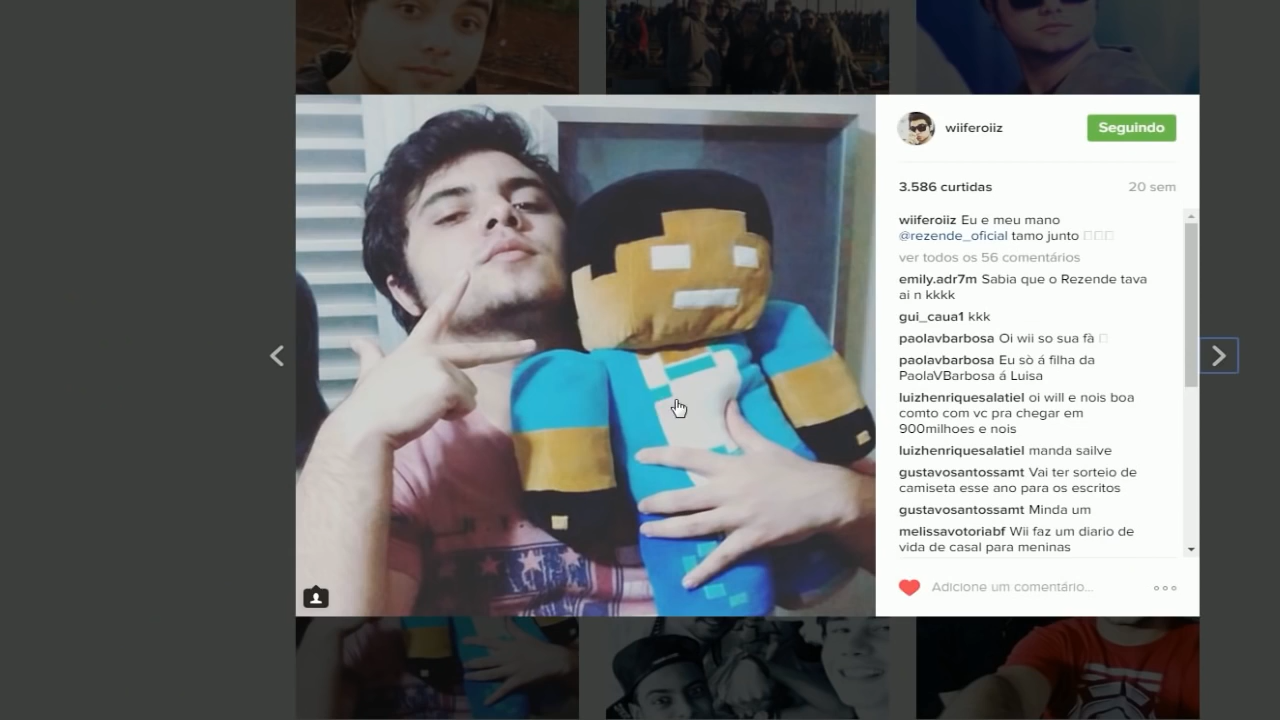 wiiferoiiz
Seguindo
3.586 curtidas
20 sem
wiiferoiiz Eu e meu mano
@rezende_oficial tamo junto
ver todos os 56 comentários
emily.adr7m Sabia que o Rezende tava
ai n kkkk
gui_caua1 kkk
paolavbarbosa Oi wii so sua fà
paolavbarbosa Eu sò á filha da
PaolaVBarbosa á Luisa
luizhenriquesalatiel oi will e nois boa
comto com vc pra chegar em
900milhoes e nois
luizhenriquesalatiel manda sailve
gustavosantossamt Vai ter sorteio de
camiseta esse ano para os escritos
gustavosantossamt Minda um
melissavotoriabf Wii faz um diario de
vida de casal para meninas
Adicione um comentário...